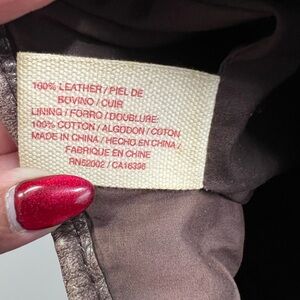 100% LEATHER / PIEL DE
BOVINO / CUIR
LINING / FORRO / DOUBLURE:
100% COTTON / ALGODON / COTON
MADE IN CHINA / HECHO EN CHINA /
FABRIQUE EN CHINE
RN52002 / CA16396